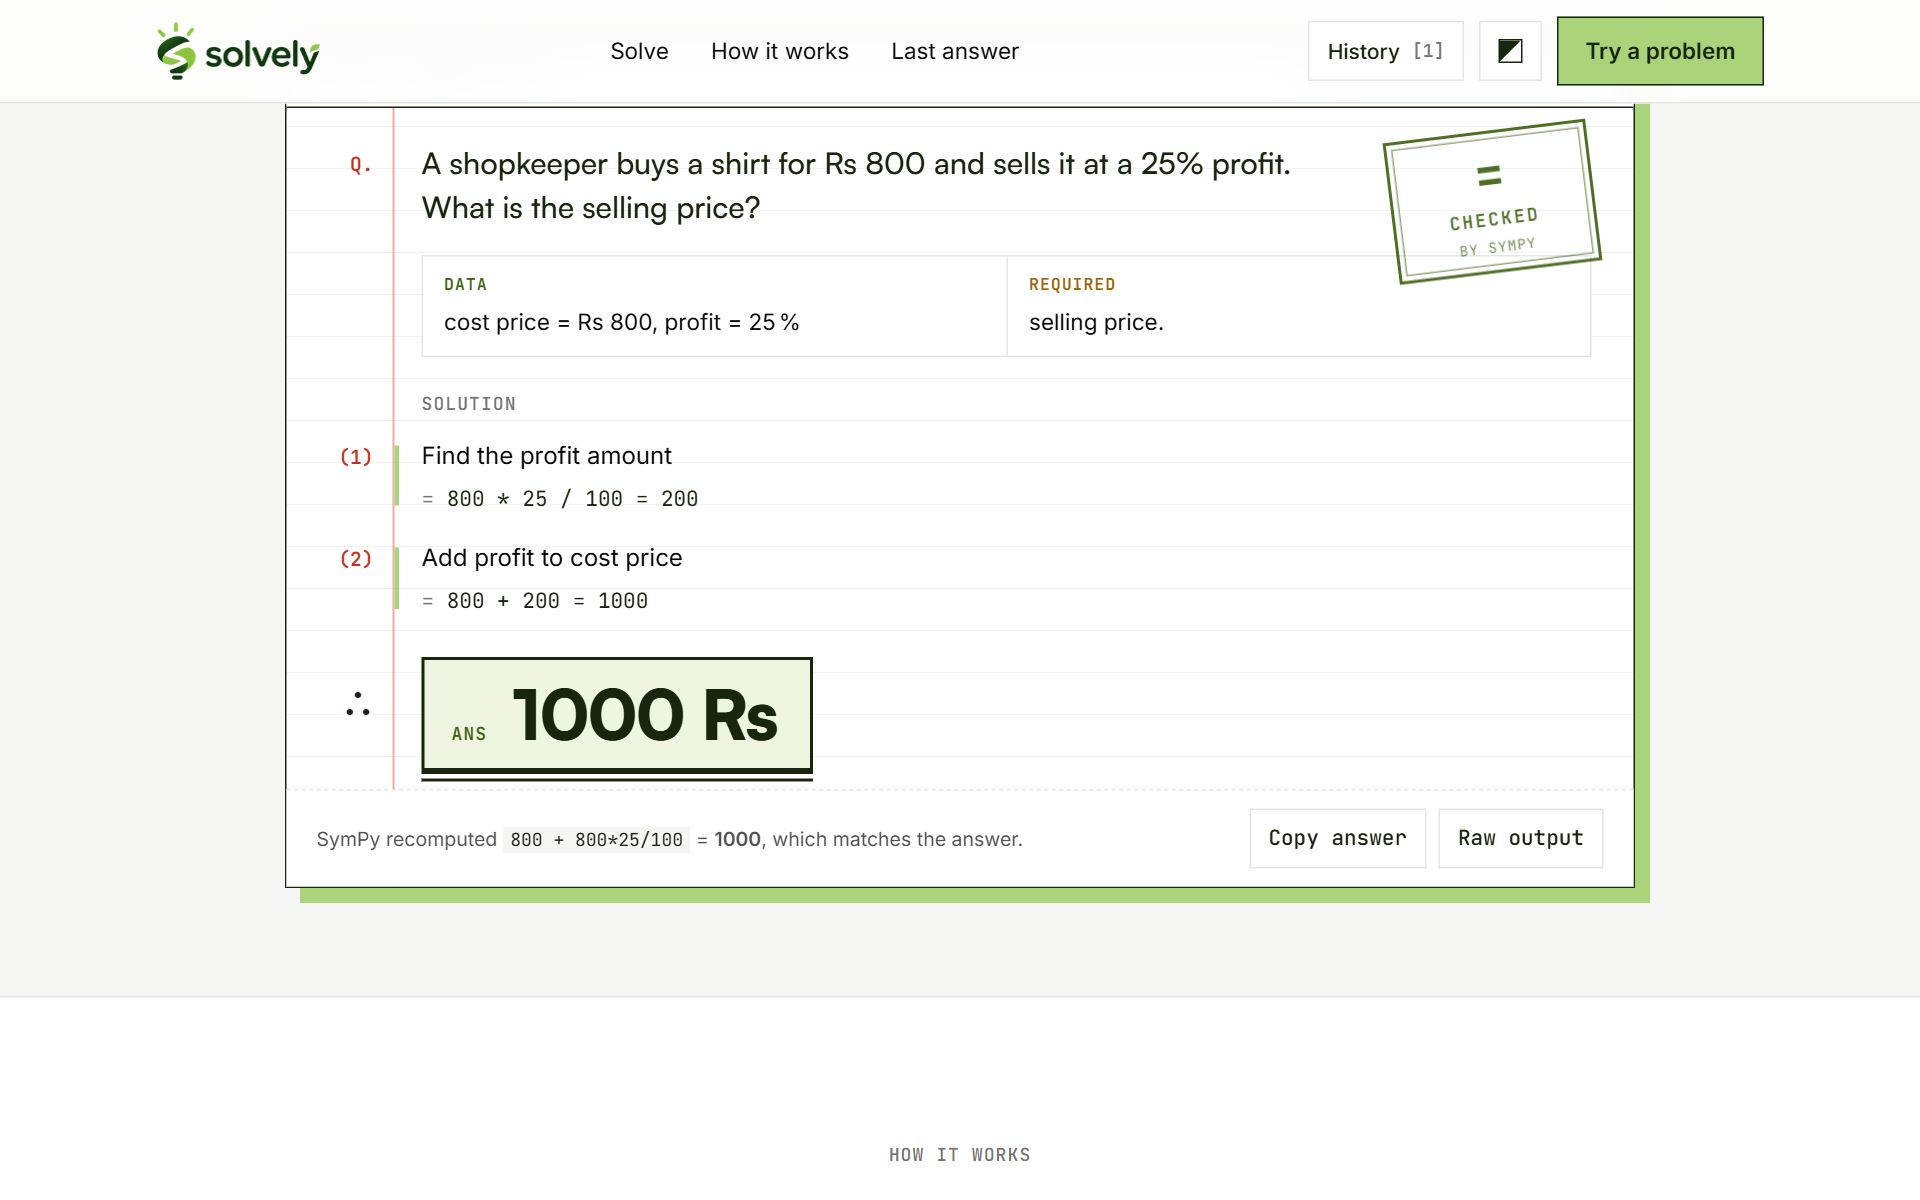 solvely
Solve
How it works
Last answer
History [1]
Try a problem
Q.
A shopkeeper buys a shirt for Rs 800 and sells it at a 25% profit.
What is the selling price?
=
CHECKED
BY SYMPY
DATA
cost price = Rs 800, profit = 25 %
REQUIRED
selling price.
SOLUTION
(1) Find the profit amount
= 800 * 25 / 100 = 200
(2) Add profit to cost price
= 800 + 200 = 1000
∴ ANS 1000 Rs
SymPy recomputed 800 + 800*25/100 = 1000, which matches the answer.
Copy answer
Raw output
HOW IT WORKS